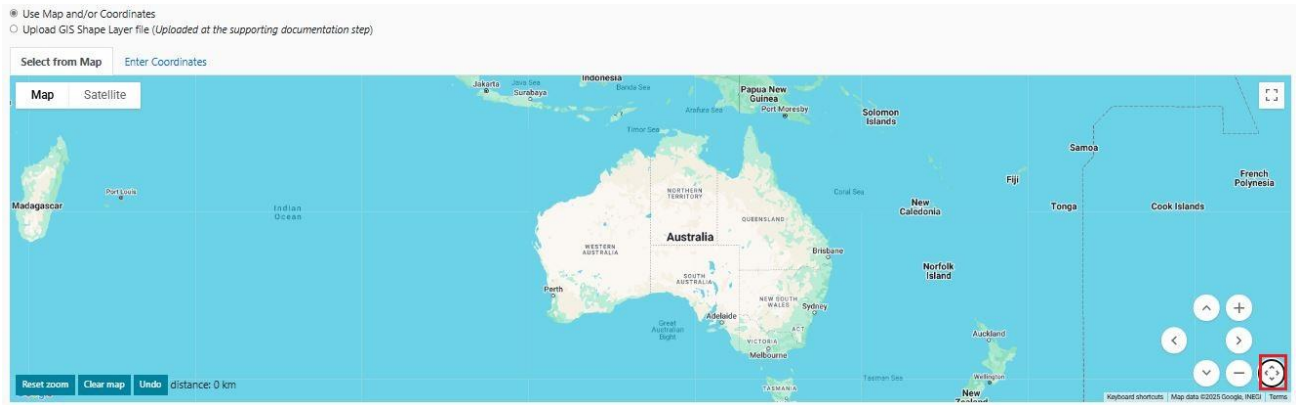 Use Map and/or Coordinates
Upload GIS Shape Layer file (Uploaded at the supporting documentation step)
Select from Map
Enter Coordinates
Map
Satellite
Jakarta
Java Sea
Surabaya
Indonesia
Banda Sea
Arafura Sea
Papua New
Guinea
Port Moresby
Solomon
Islands
Timor Sea
Samoa
Fiji
French
Polynesia
Madagascar
Port Louis
Indian
Ocean
NORTHERN
TERRITORY
Coral Sea
New
Caledonia
Tonga
Cook Islands
QUEENSLAND
Australia
WESTERN
AUSTRALIA
Brisbane
SOUTH
AUSTRALIA
Norfolk
Island
Perth
NEW SOUTH
WALES
Sydney
Adelaide
Great
Australian
Bight
ACT
VICTORIA
Melbourne
Auckland
Tasman Sea
Wellington
TASMANIA
New
Zealand
Reset zoom
Clear map
Undo
distance: 0 km
Keyboard shortcuts
Map data ©2025 Google, INEGI
Terms